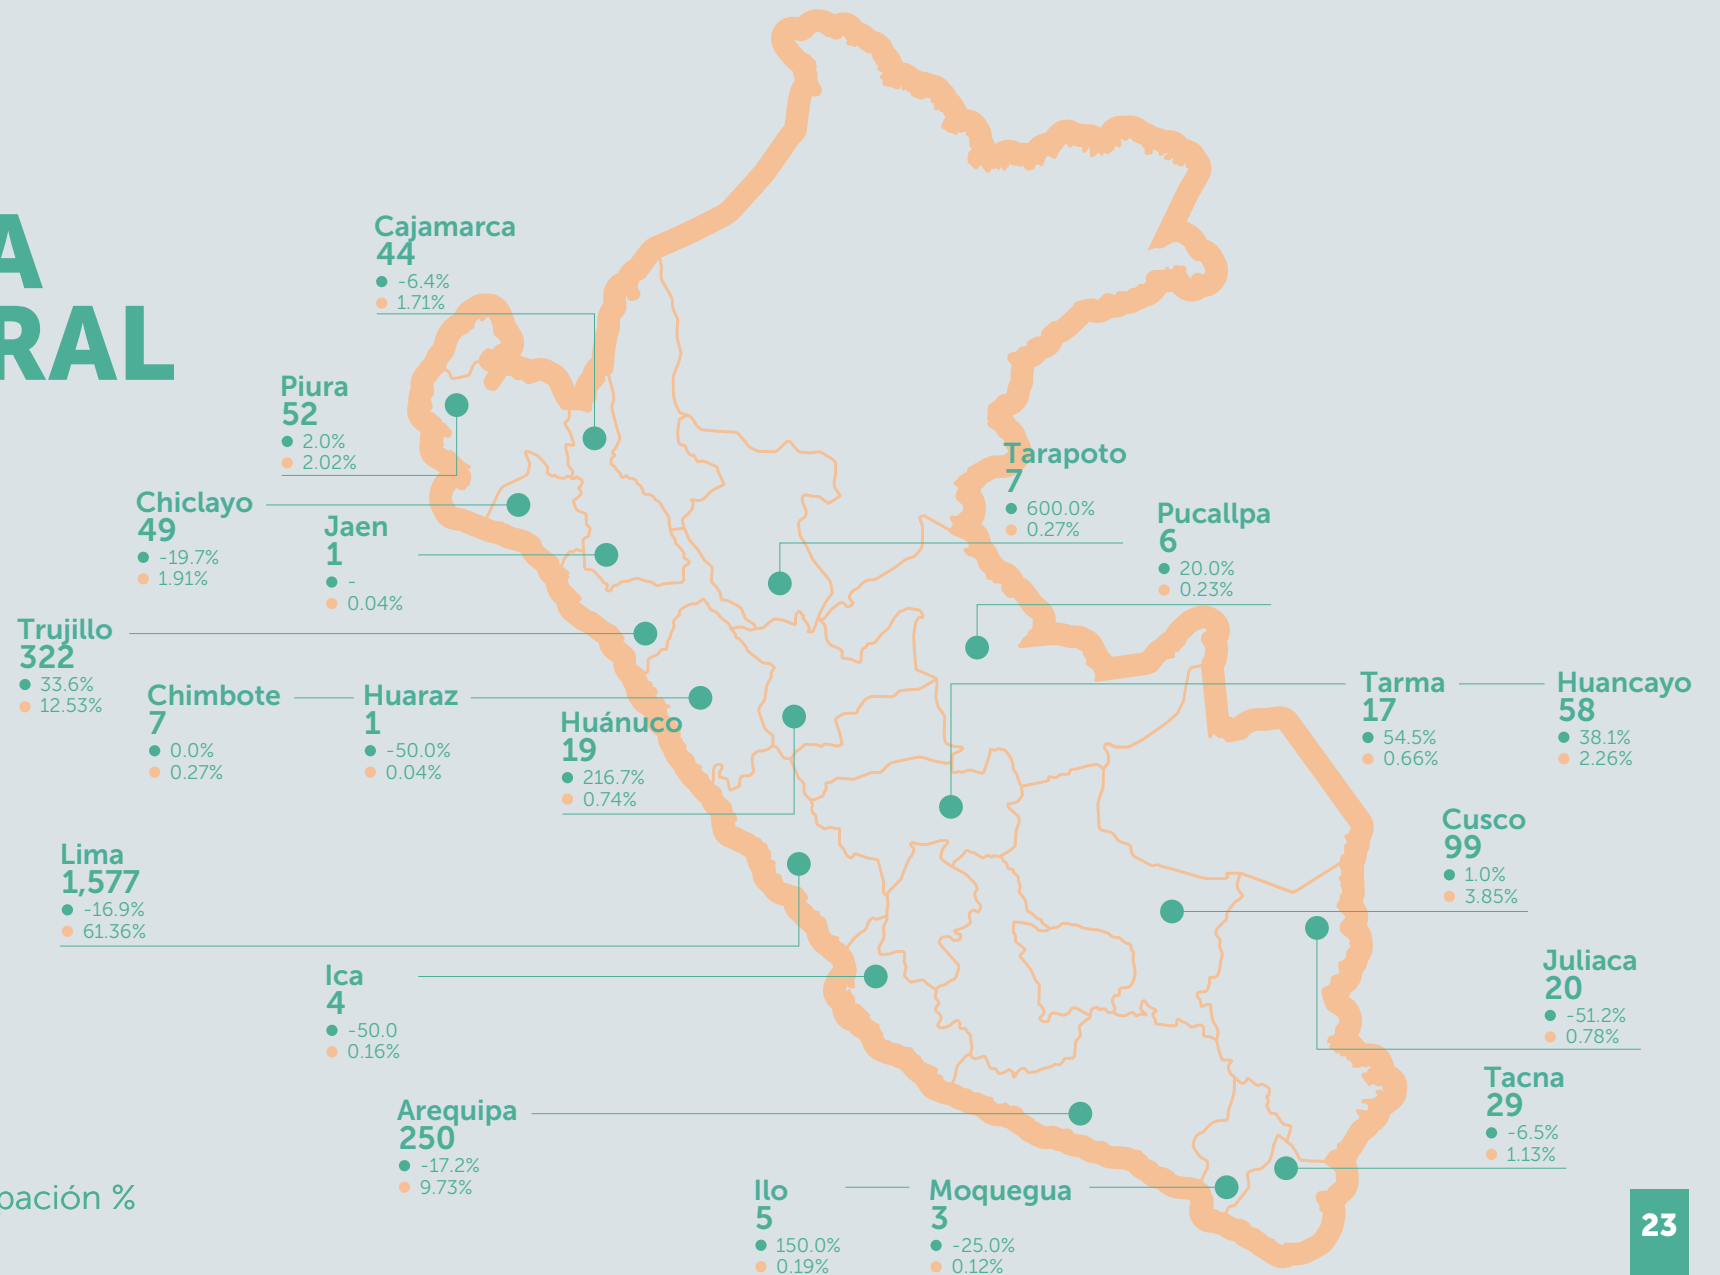 A
RAL
Cajamarca
44
-6.4%
1.71%
Piura
52
2.0%
2.02%
Tarapoto
7
600.0%
0.27%
Chiclayo
49
-19.7%
1.91%
Jaen
1
-
0.04%
Pucallpa
6
20.0%
0.23%
Trujillo
322
33.6%
12.53%
Chimbote
7
0.0%
0.27%
Huaraz
1
-50.0%
0.04%
Huánuco
19
216.7%
0.74%
Tarma
17
54.5%
0.66%
Huancayo
58
38.1%
2.26%
Lima
1,577
-16.9%
61.36%
Cusco
99
1.0%
3.85%
Ica
4
-50.0
0.16%
Juliaca
20
-51.2%
0.78%
Arequipa
250
-17.2%
9.73%
Tacna
29
-6.5%
1.13%
pación %
Ilo
5
150.0%
0.19%
Moquegua
3
-25.0%
0.12%
23